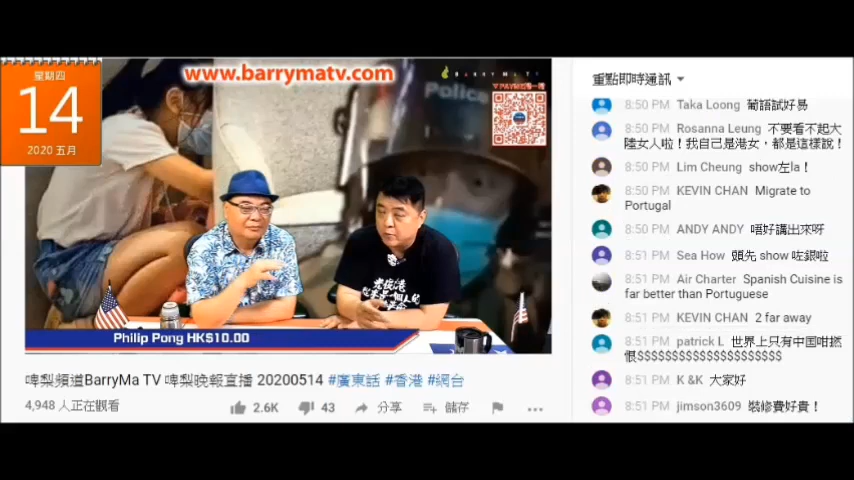 星期四
14
2020 五月
www.barrymatv.com
BARRYMATV
Police
Philip Pong HK$10.00
啤梨頻道BarryMa TV 啤梨晚報直播 20200514 #廣東話 #香港 #網台
4,948 人正在觀看
2.6K
43
分享
儲存
重點即時通訊
8:50 PM Taka Loong 葡語試好易
8:50 PM Rosanna Leung 不要看不起大
陸女人啦！我自己是港女，都是這樣說！
8:50 PM Lim Cheung show左la！
8:50 PM KEVIN CHAN Migrate to
Portugal
8:50 PM ANDY ANDY 唔好講出來呀
8:51 PM Sea How 頭先 show 咗銀啦
8:51 PM Air Charter Spanish Cuisine is
far better than Portuguese
8:51 PM KEVIN CHAN 2 far away
8:51 PM patrick L 世界上只有中国咁撚
恨$$$$$$$$$$$$$$$$$$$$$$
8:51 PM K &K 大家好
8:51 PM jimson3609 裝修費好貴！